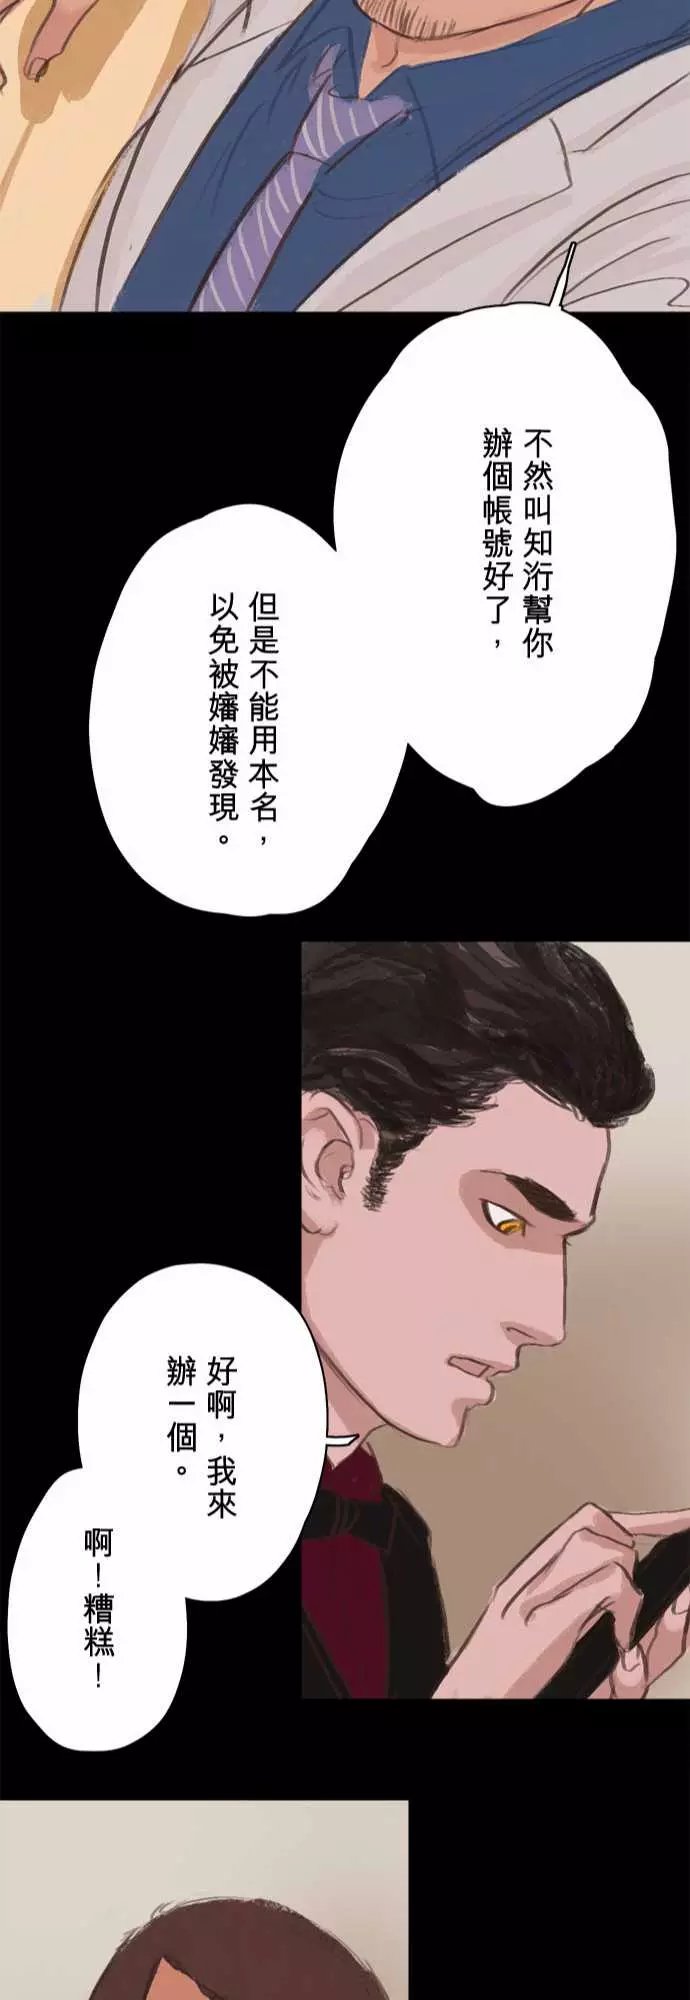 不然叫知洐幫你
辦個帳號好了，
但是不能用本名，
以免被嬸嬸發現。
好啊，我來
辦一個。
啊！糟糕！